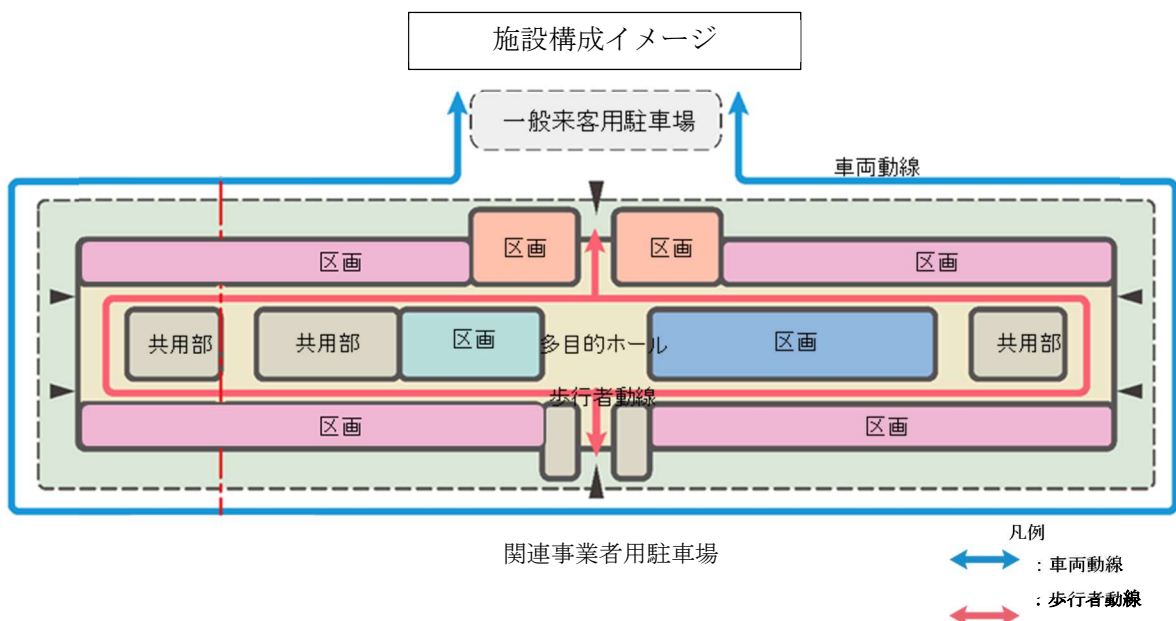 施設構成イメージ
一般来客用駐車場
車両動線
区画
区画
区画
区画
共用部
共用部
区画
多目的ホール
区画
共用部
歩行者動線
区画
区画
関連事業者用駐車場
凡例
：車両動線
：歩行者動線